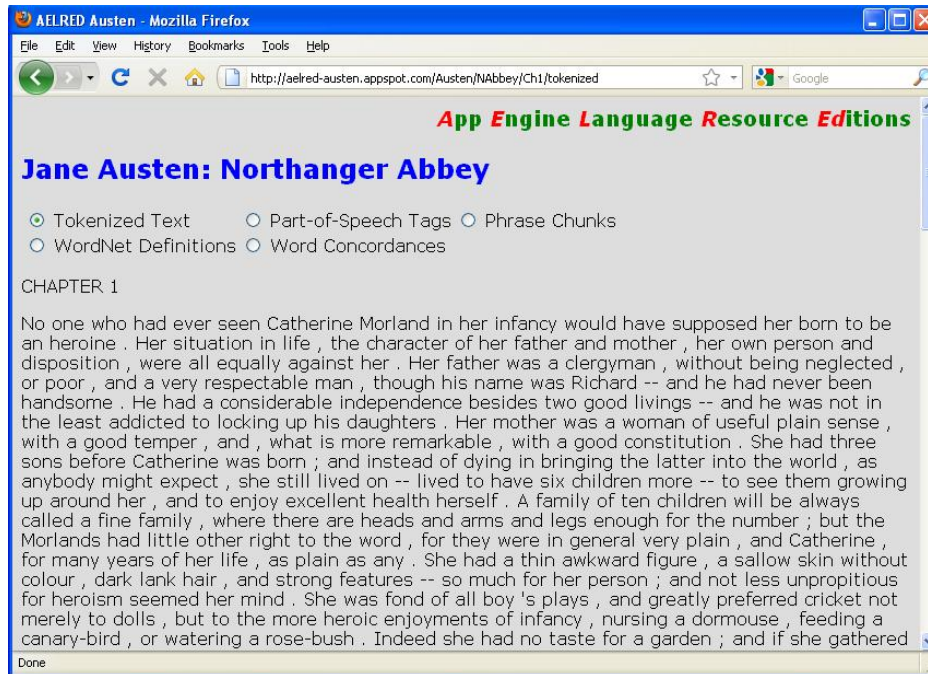 AELRED Austen - Mozilla Firefox
File Edit View History Bookmarks Tools Help
http://aelred-austen.appspot.com/Austen/NAbbey/Ch1/tokenized
Google
App Engine Language Resource Editions
Jane Austen: Northanger Abbey
Tokenized Text Part-of-Speech Tags Phrase Chunks
WordNet Definitions Word Concordances
CHAPTER 1
No one who had ever seen Catherine Morland in her infancy would have supposed her born to be
an heroine . Her situation in life , the character of her father and mother , her own person and
disposition , were all equally against her . Her father was a clergyman , without being neglected ,
or poor , and a very respectable man , though his name was Richard -- and he had never been
handsome . He had a considerable independence besides two good livings -- and he was not in
the least addicted to locking up his daughters . Her mother was a woman of useful plain sense ,
with a good temper , and , what is more remarkable , with a good constitution . She had three
sons before Catherine was born ; and instead of dying in bringing the latter into the world , as
anybody might expect , she still lived on -- lived to have six children more -- to see them growing
up around her , and to enjoy excellent health herself . A family of ten children will be always
called a fine family , where there are heads and arms and legs enough for the number ; but the
Morlands had little other right to the word , for they were in general very plain , and Catherine ,
for many years of her life , as plain as any . She had a thin awkward figure , a sallow skin without
colour , dark lank hair , and strong features -- so much for her person ; and not less unpropitious
for heroism seemed her mind . She was fond of all boy 's plays , and greatly preferred cricket not
merely to dolls , but to the more heroic enjoyments of infancy , nursing a dormouse , feeding a
canary-bird , or watering a rose-bush . Indeed she had no taste for a garden ; and if she gathered
Done